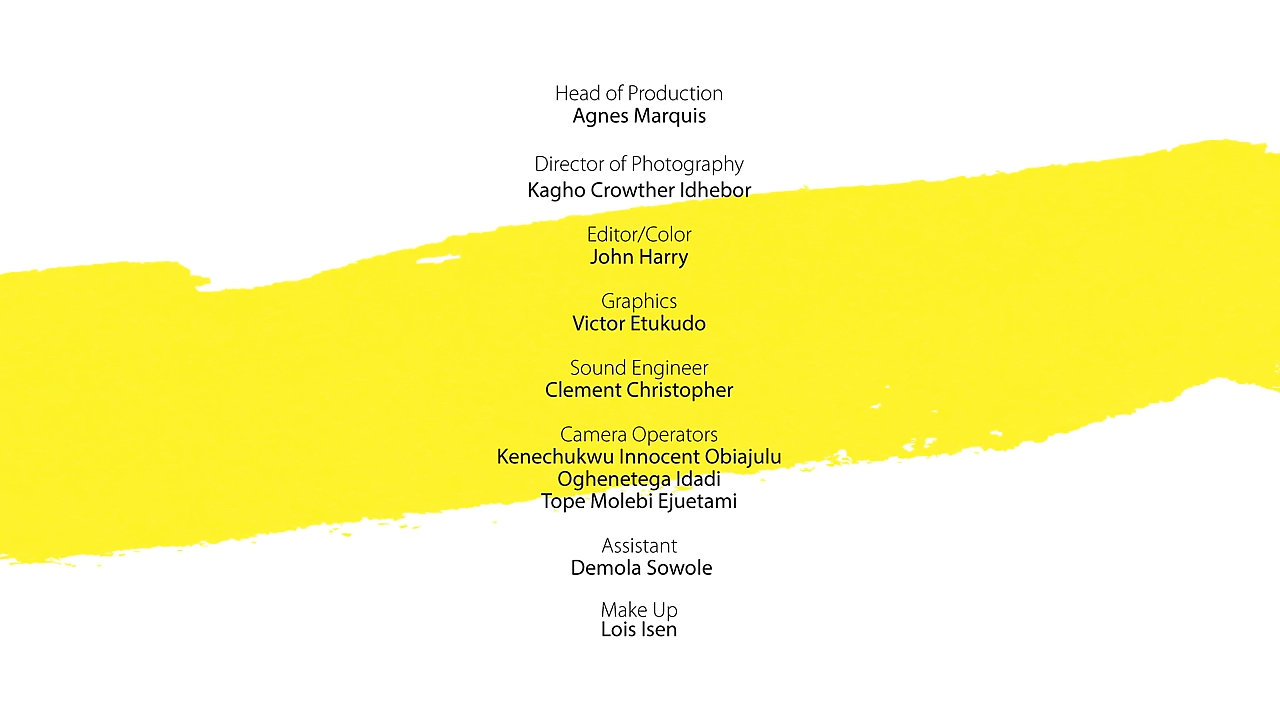 Head of Production
Agnes Marquis
Director of Photography
Kagho Crowther Idhebor
Editor/Color
John Harry
Graphics
Victor Etukudo
Sound Engineer
Clement Christopher
Camera Operators
Kenechukwu Innocent Obiajulu
Oghenetega Idadi
Tope Molebi Ejuetami
Assistant
Demola Sowole
Make Up
Lois Isen